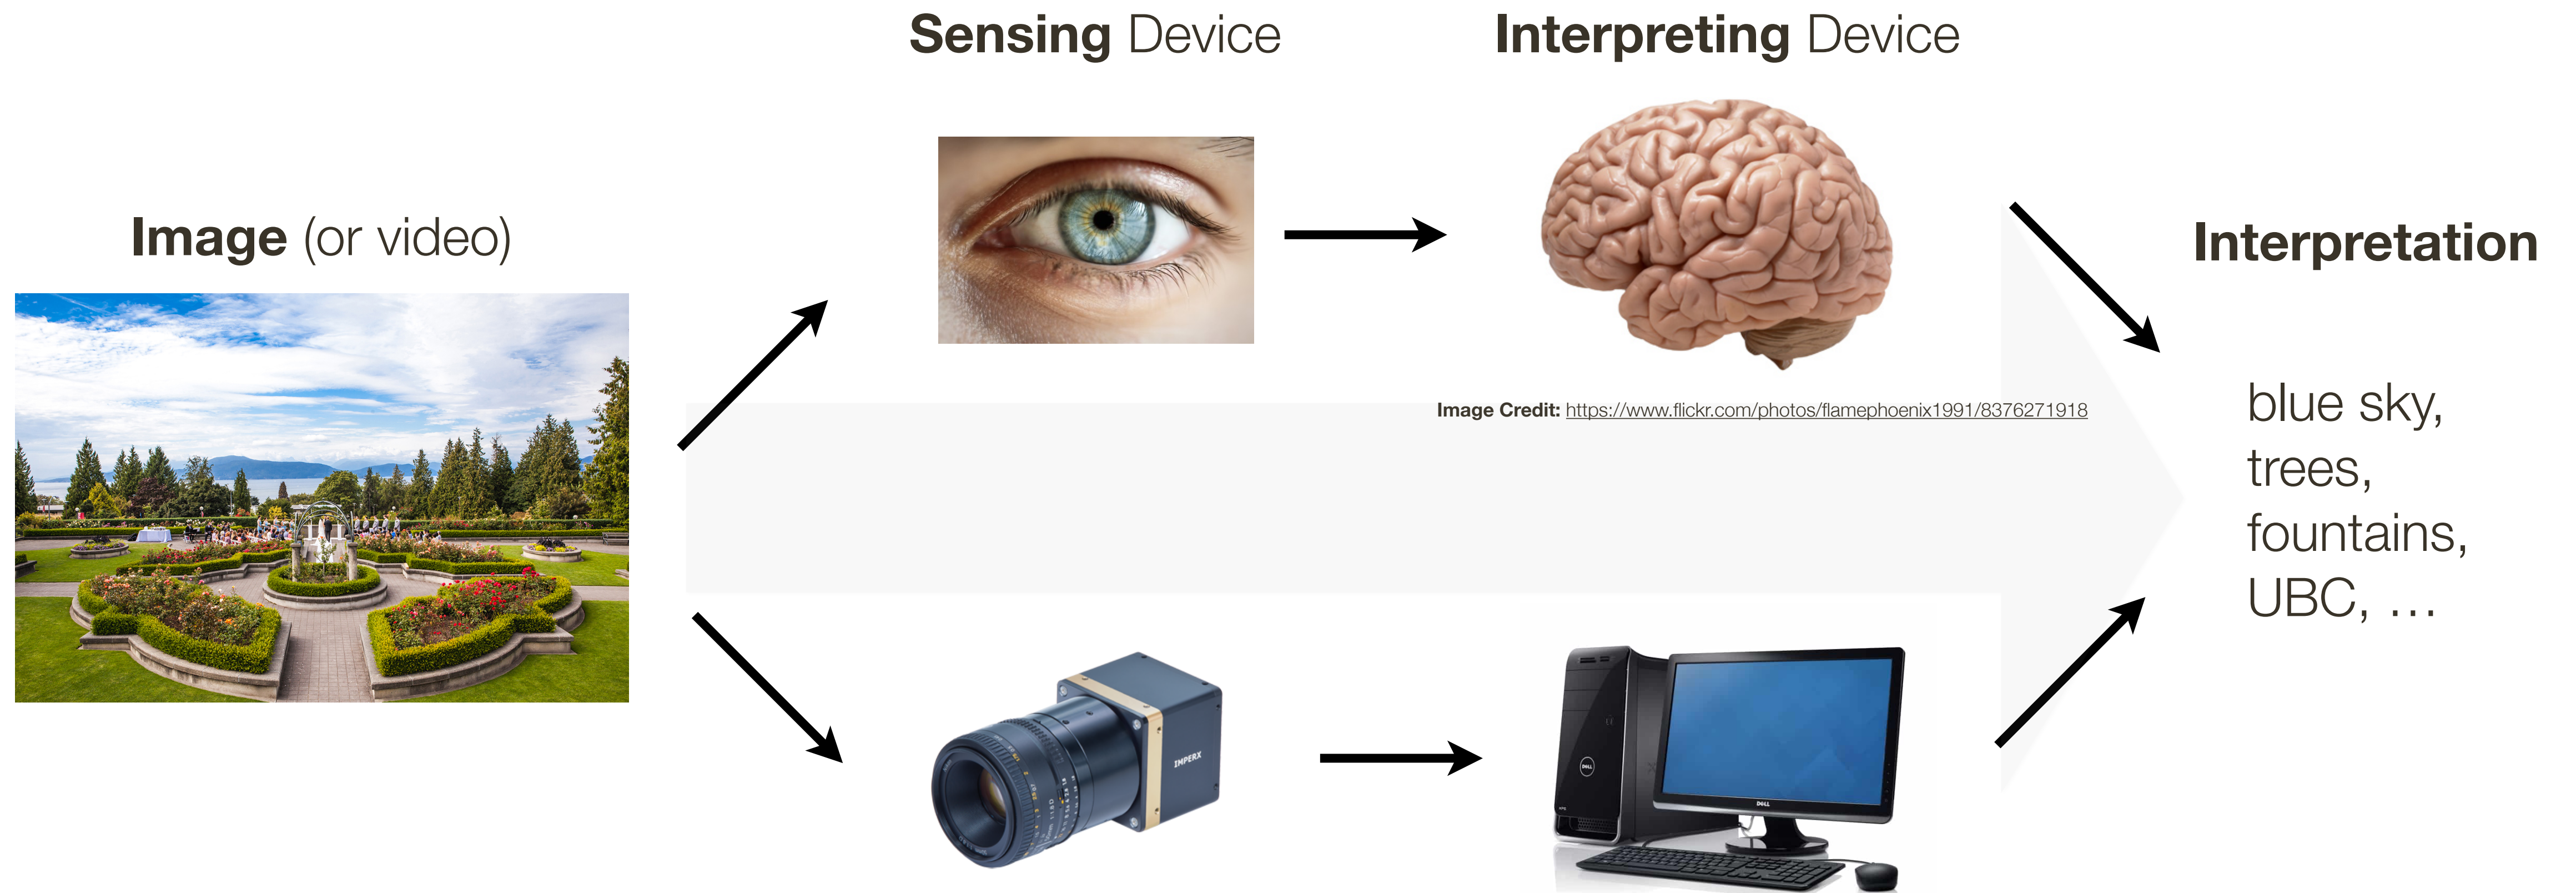 Sensing Device
Interpreting Device
Image (or video)
Interpretation
Image Credit: https://www.flickr.com/photos/flamephoenix1991/8376271918
blue sky,
trees,
fountains,
UBC, …
IMPERX
DELL
DELL